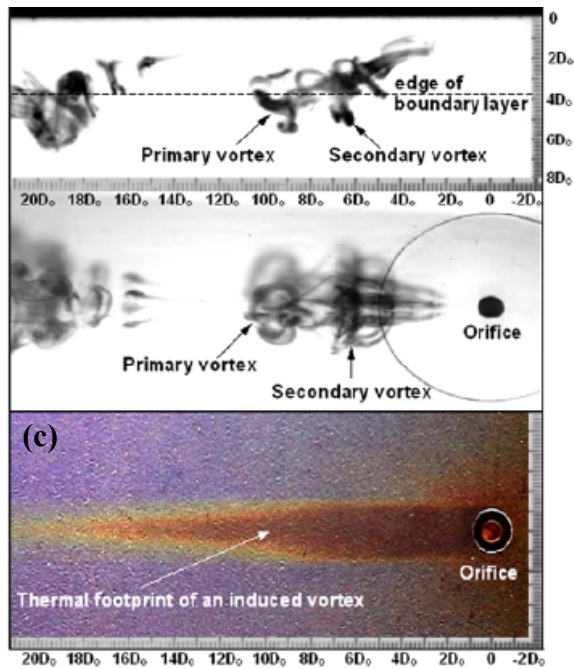 0
2D₀
edge of
boundary layer
4D₀
6D₀
Primary vortex
Secondary vortex
8D₀
20D₀ 18D₀ 16D₀ 14D₀ 12D₀ 10D₀ 8D₀ 6D₀ 4D₀ 0 -2D₀
Orifice
Primary vortex
Secondary vortex
(c)
Orifice
Thermal footprint of an induced vortex
20D₀ 18D₀ 16D₀ 14D₀ 12D₀ 10D₀ 8D₀ 6D₀ 4D₀ 2D₀ 0 -2D₀